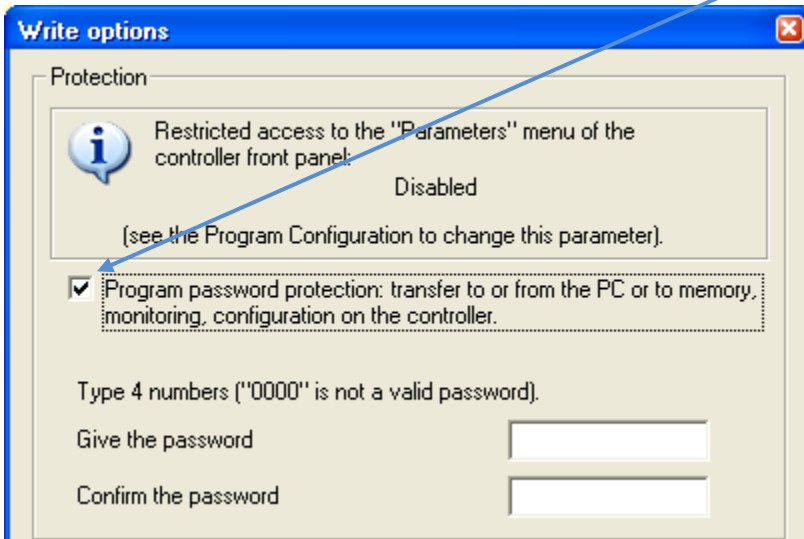 Write options
Protection
Restricted access to the "Parameters" menu of the
controller front panel:
Disabled
(see the Program Configuration to change this parameter).
Program password protection: transfer to or from the PC or to memory,
monitoring, configuration on the controller.
Type 4 numbers ("0000" is not a valid password).
Give the password
Confirm the password